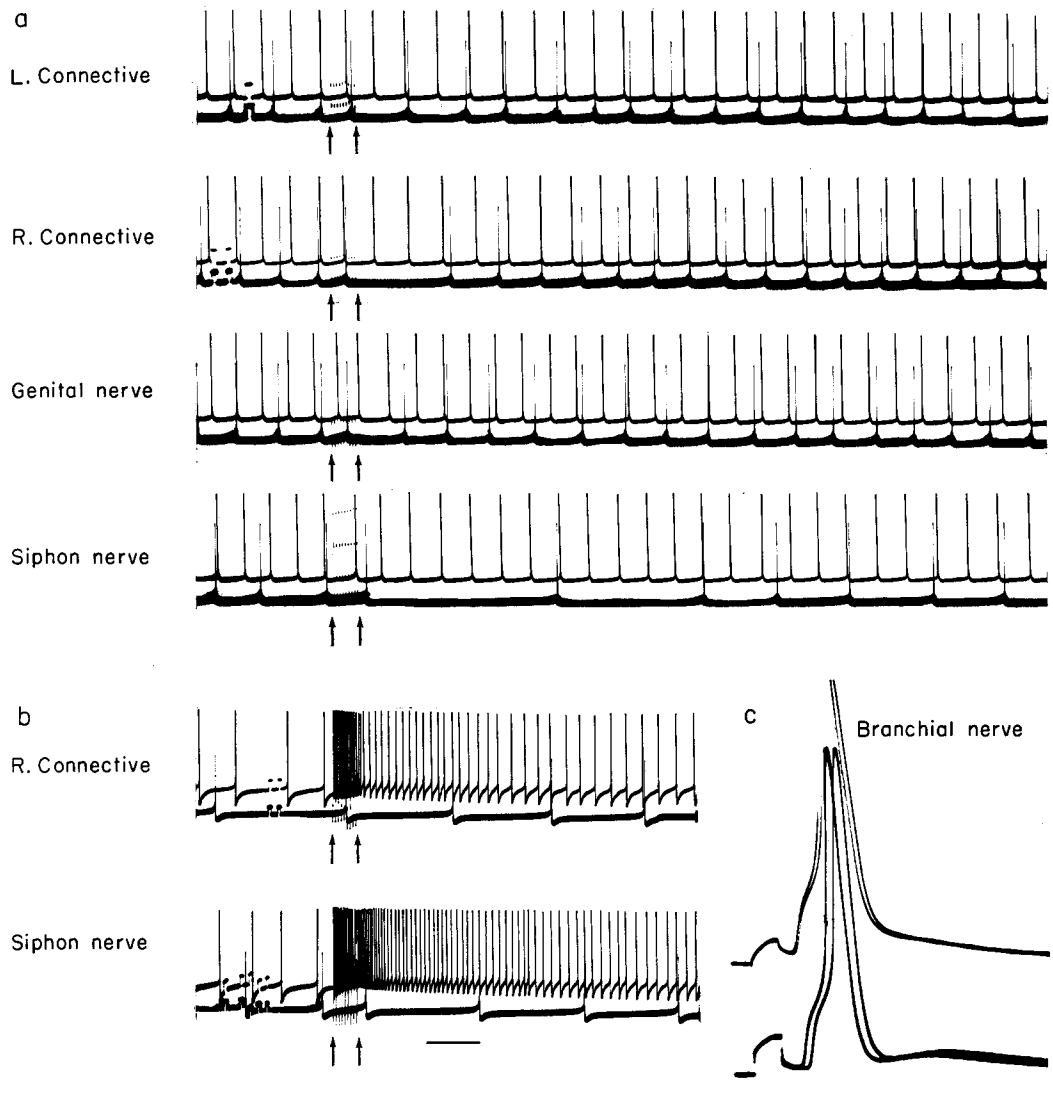 a
L. Connective
R. Connective
Genital nerve
Siphon nerve
b
R. Connective
Siphon nerve
c
Branchial nerve